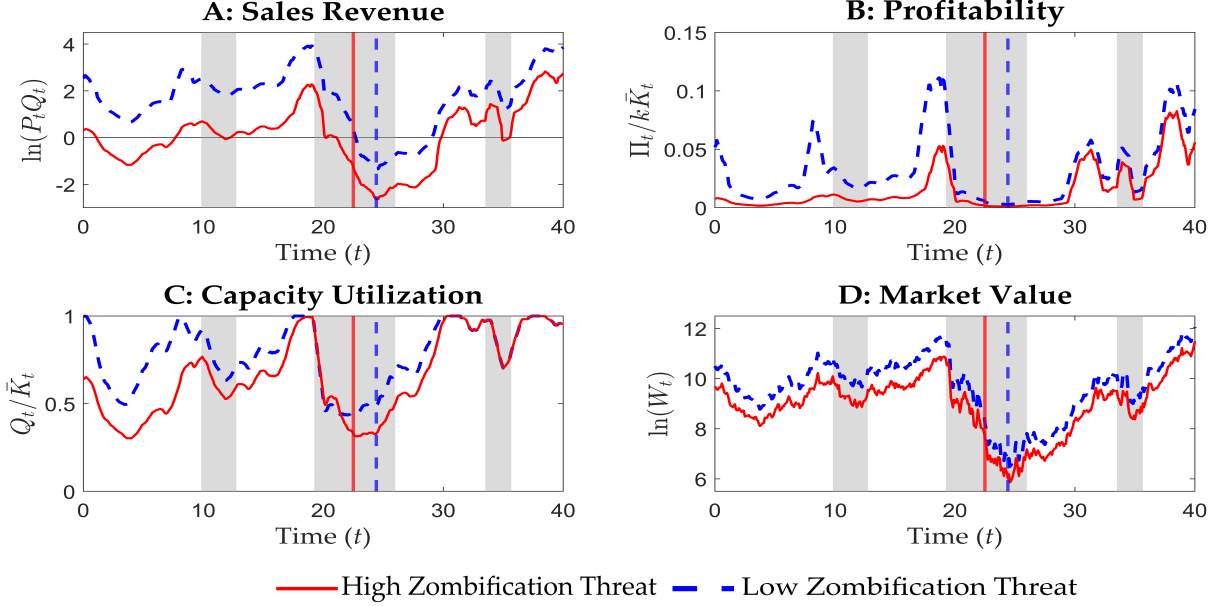 A: Sales Revenue
ln(PₜQₜ)
4
2
0
-2
0
10
20
30
40
Time (t)
B: Profitability
Πₜ/kK̄ₜ
0.15
0.1
0.05
0
0
10
20
30
40
Time (t)
C: Capacity Utilization
Qₜ/K̄ₜ
1
0.5
0
0
10
20
30
40
Time (t)
D: Market Value
ln(Wₜ)
12
10
8
6
0
10
20
30
40
Time (t)
High Zombification Threat
Low Zombification Threat